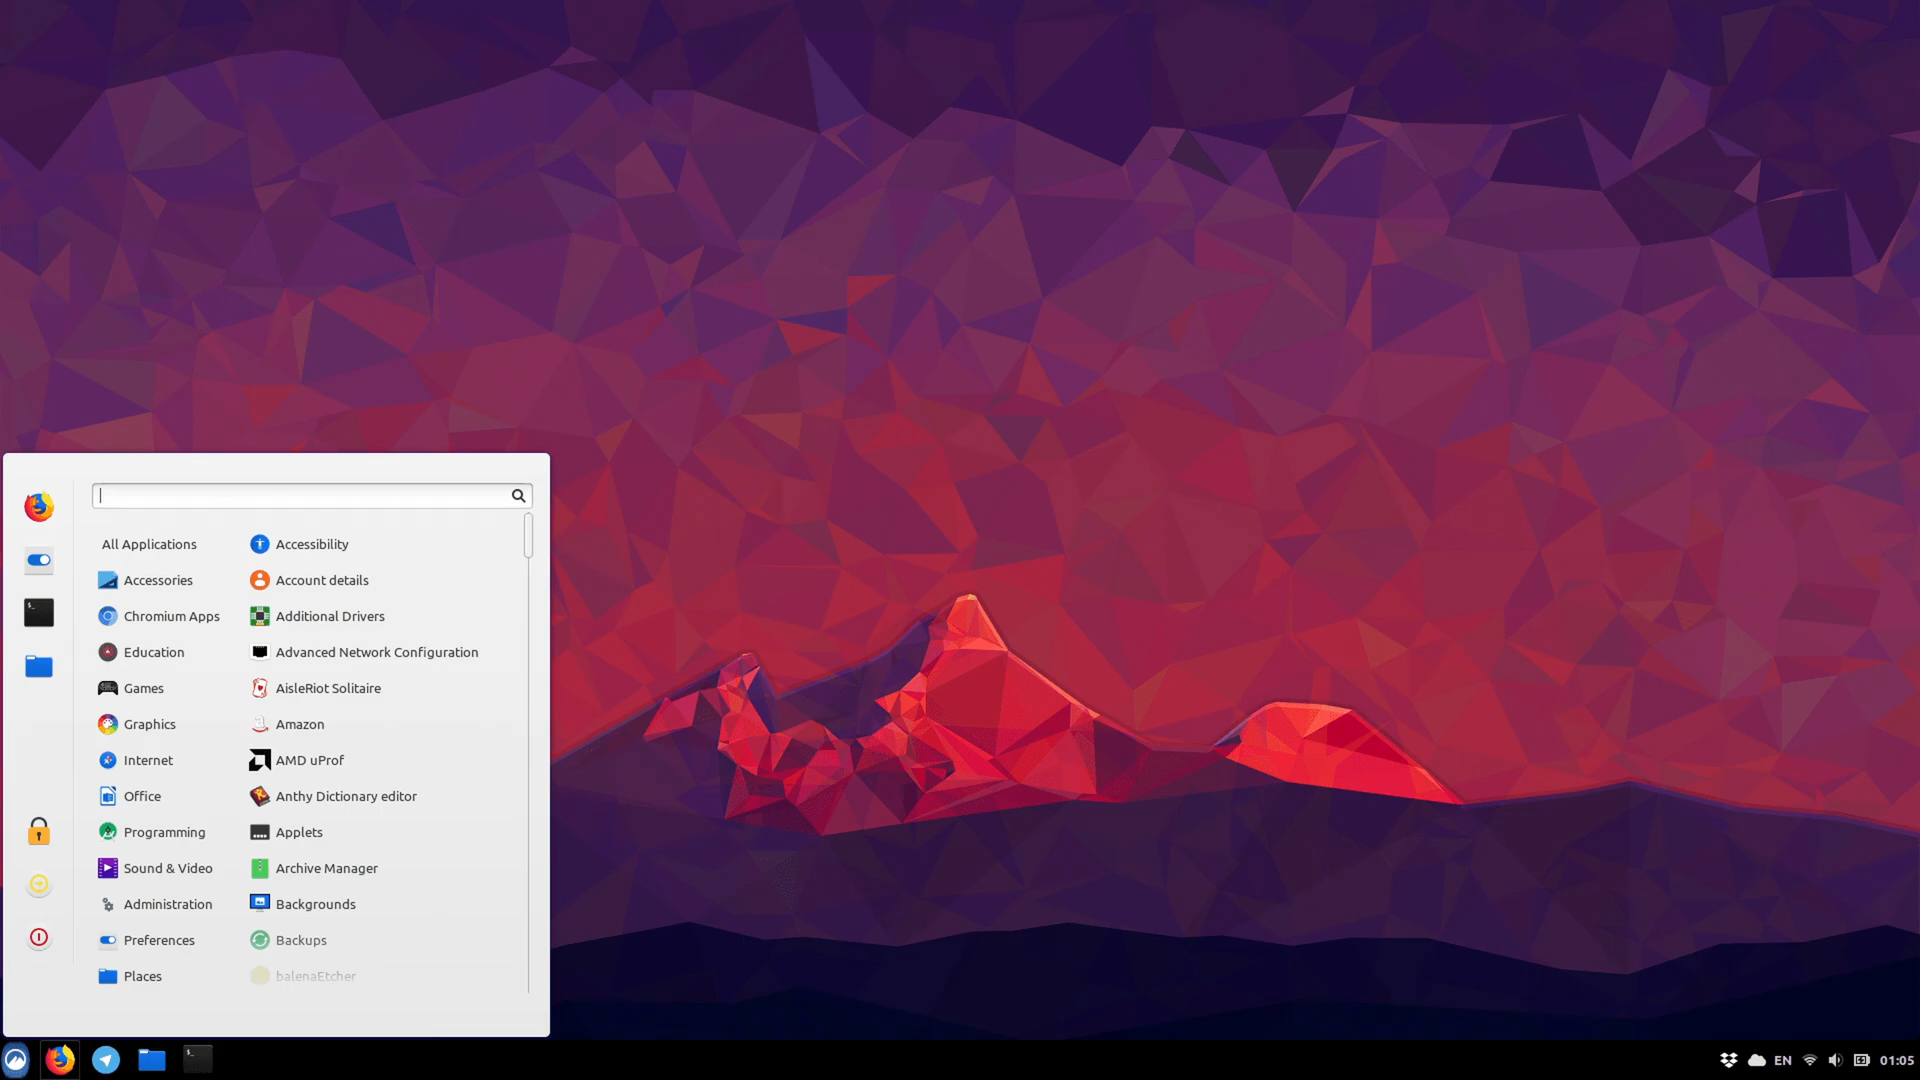 All Applications
Accessories
Chromium Apps
Education
Games
Graphics
Internet
Office
Programming
Sound & Video
Administration
Preferences
Places
Accessibility
Account details
Additional Drivers
Advanced Network Configuration
AisleRiot Solitaire
Amazon
AMD uProf
Anthy Dictionary editor
Applets
Archive Manager
Backgrounds
Backups
balenaEtcher
EN
01:05